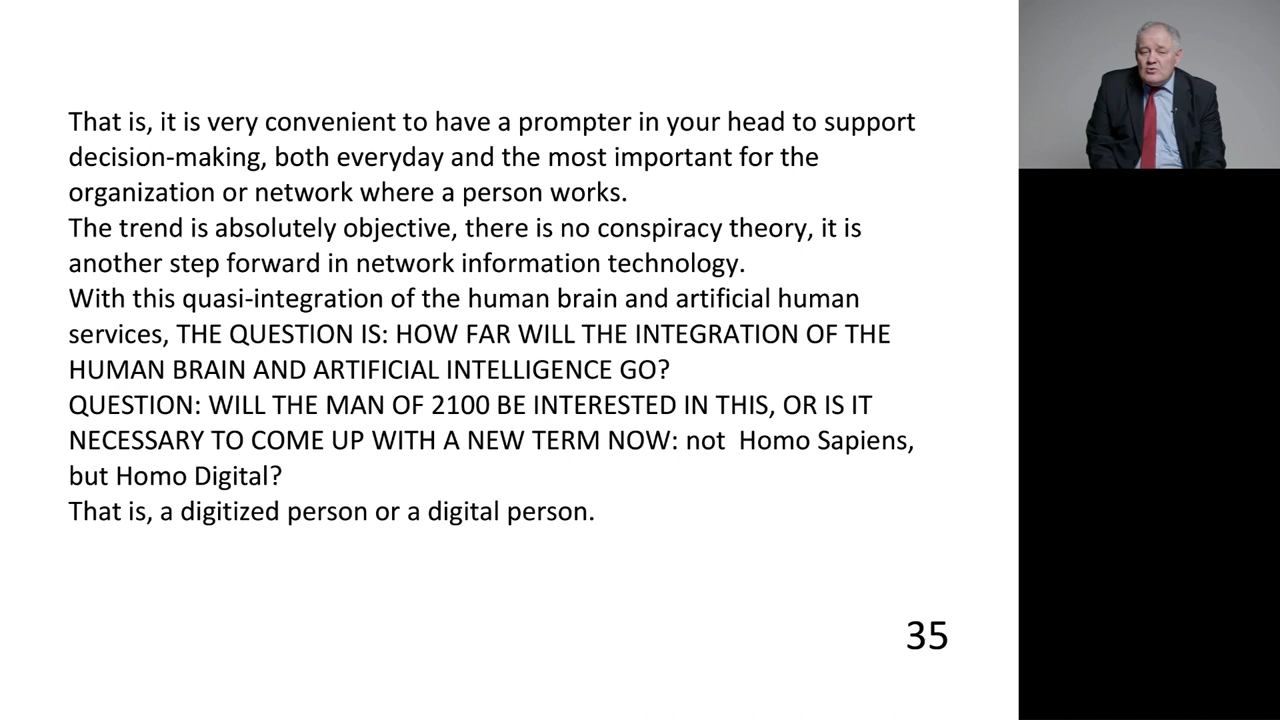 That is, it is very convenient to have a prompter in your head to support
decision-making, both everyday and the most important for the
organization or network where a person works.
The trend is absolutely objective, there is no conspiracy theory, it is
another step forward in network information technology.
With this quasi-integration of the human brain and artificial human
services, THE QUESTION IS: HOW FAR WILL THE INTEGRATION OF THE
HUMAN BRAIN AND ARTIFICIAL INTELLIGENCE GO?
QUESTION: WILL THE MAN OF 2100 BE INTERESTED IN THIS, OR IS IT
NECESSARY TO COME UP WITH A NEW TERM NOW: not  Homo Sapiens,
but Homo Digital?
That is, a digitized person or a digital person.
35